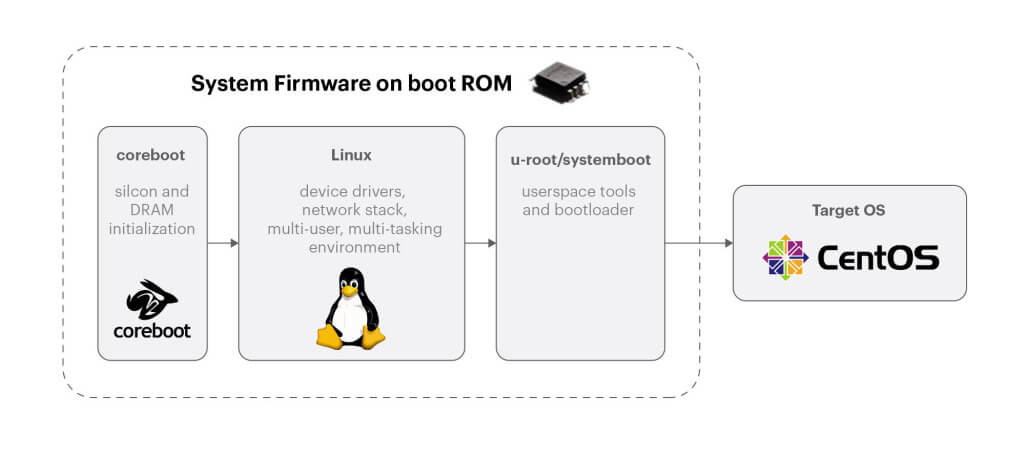 System Firmware on boot ROM
coreboot
silcon and
DRAM
initialization
coreboot
Linux
device drivers,
network stack,
multi-user, multi-tasking
environment
u-root/systemboot
userspace tools
and bootloader
Target OS
CentOS